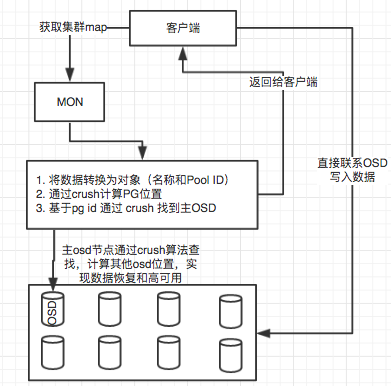 获取集群map
客户端
返回给客户端
MON
直接联系OSD
写入数据
1. 将数据转换为对象（名称和Pool ID）
2. 通过crush计算PG位置
3. 基于pg id 通过 crush 找到主OSD
主osd节点通过crush算法查
找，计算其他osd位置，实
现数据恢复和高可用
OSD